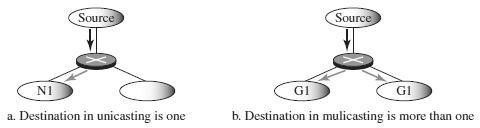 Source
Source
N1
G1
G1
a. Destination in unicasting is one
b. Destination in mulicasting is more than one